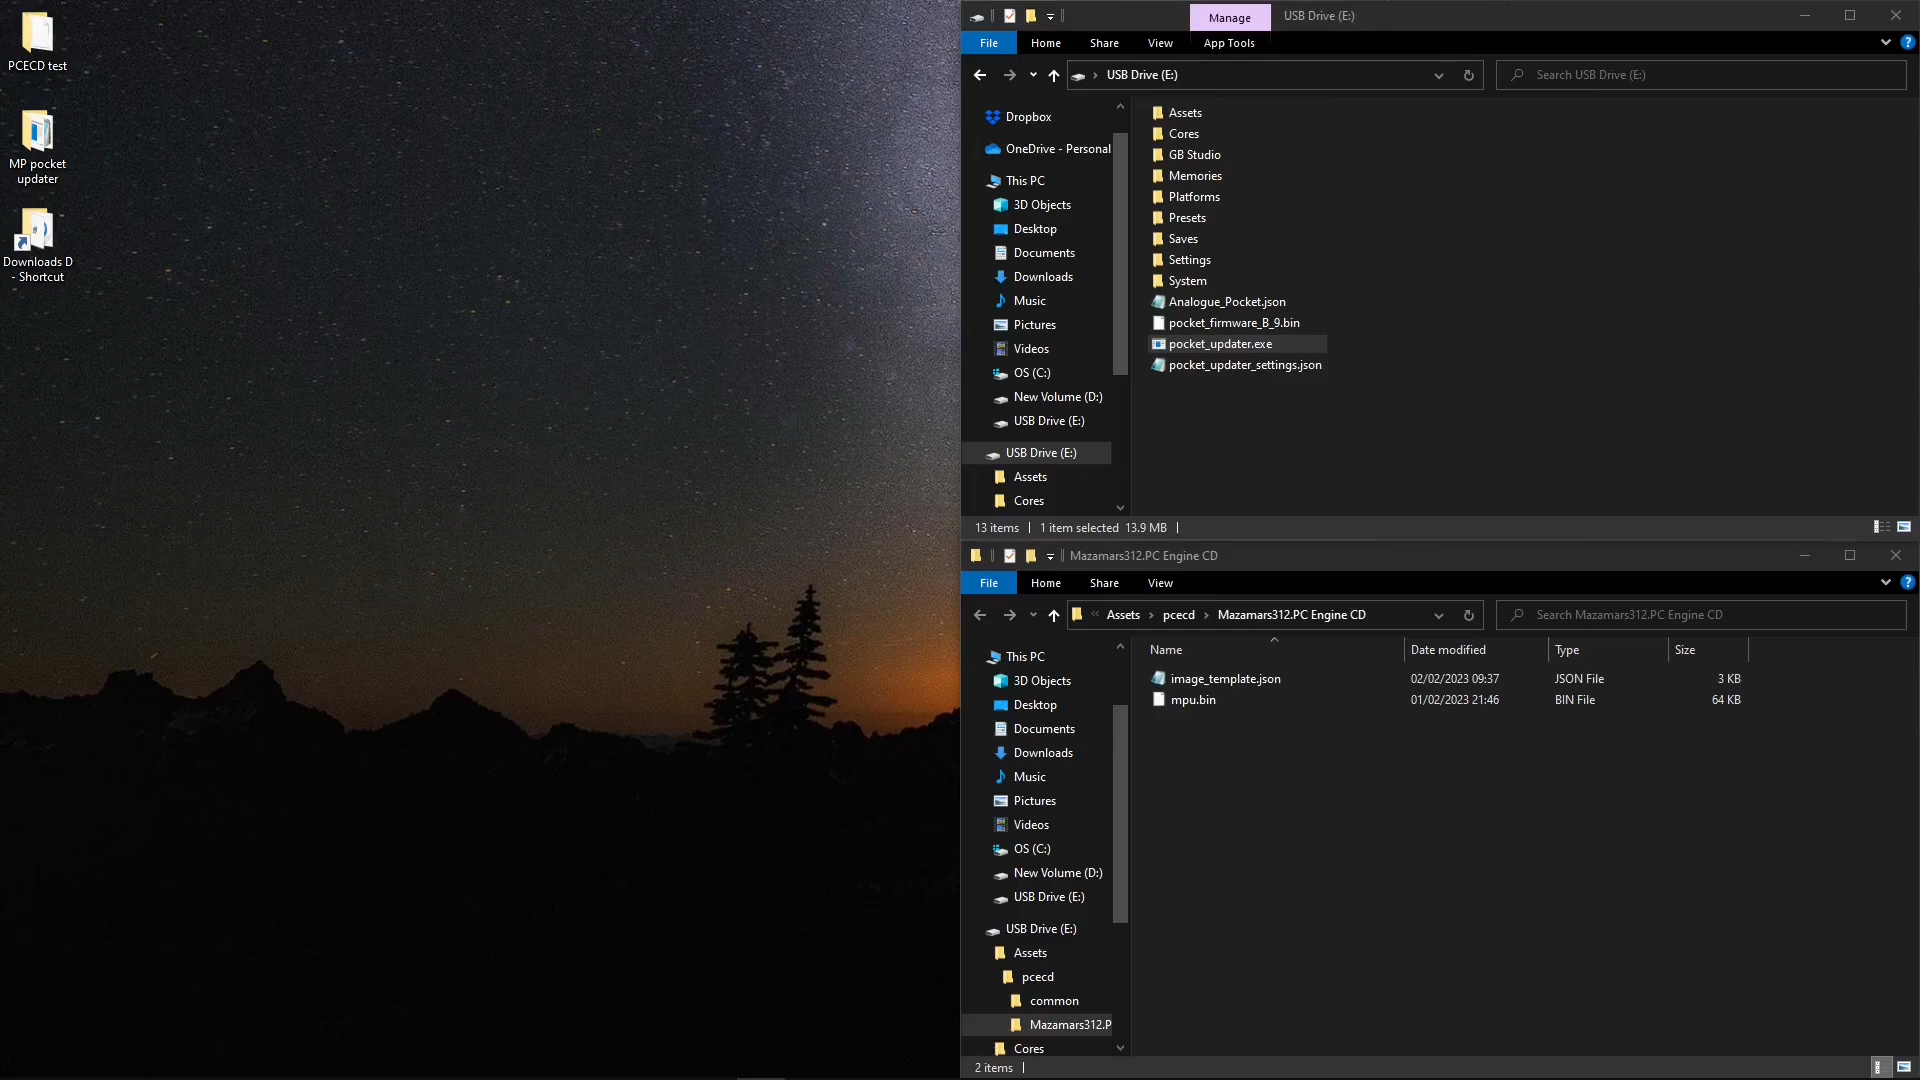 PCECD test
MP pocket
updater
Downloads D
- Shortcut
Manage
USB Drive (E:)
File
Home
Share
View
App Tools
USB Drive (E:)
Search USB Drive (E:)
Dropbox
OneDrive - Personal
This PC
3D Objects
Desktop
Documents
Downloads
Music
Pictures
Videos
OS (C:)
New Volume (D:)
USB Drive (E:)
USB Drive (E:)
Assets
Cores
Assets
Cores
GB Studio
Memories
Platforms
Presets
Saves
Settings
System
Analogue_Pocket.json
pocket_firmware_B_9.bin
pocket_updater.exe
pocket_updater_settings.json
13 items
1 item selected 13.9 MB
Mazamars312.PC Engine CD
File
Home
Share
View
« Assets > pcecd > Mazamars312.PC Engine CD
Search Mazamars312.PC Engine CD
This PC
3D Objects
Desktop
Documents
Downloads
Music
Pictures
Videos
OS (C:)
New Volume (D:)
USB Drive (E:)
USB Drive (E:)
Assets
pcecd
common
Mazamars312.P
Cores
Name Date modified Type Size
image_template.json 02/02/2023 09:37 JSON File 3 KB
mpu.bin 01/02/2023 21:46 BIN File 64 KB
2 items